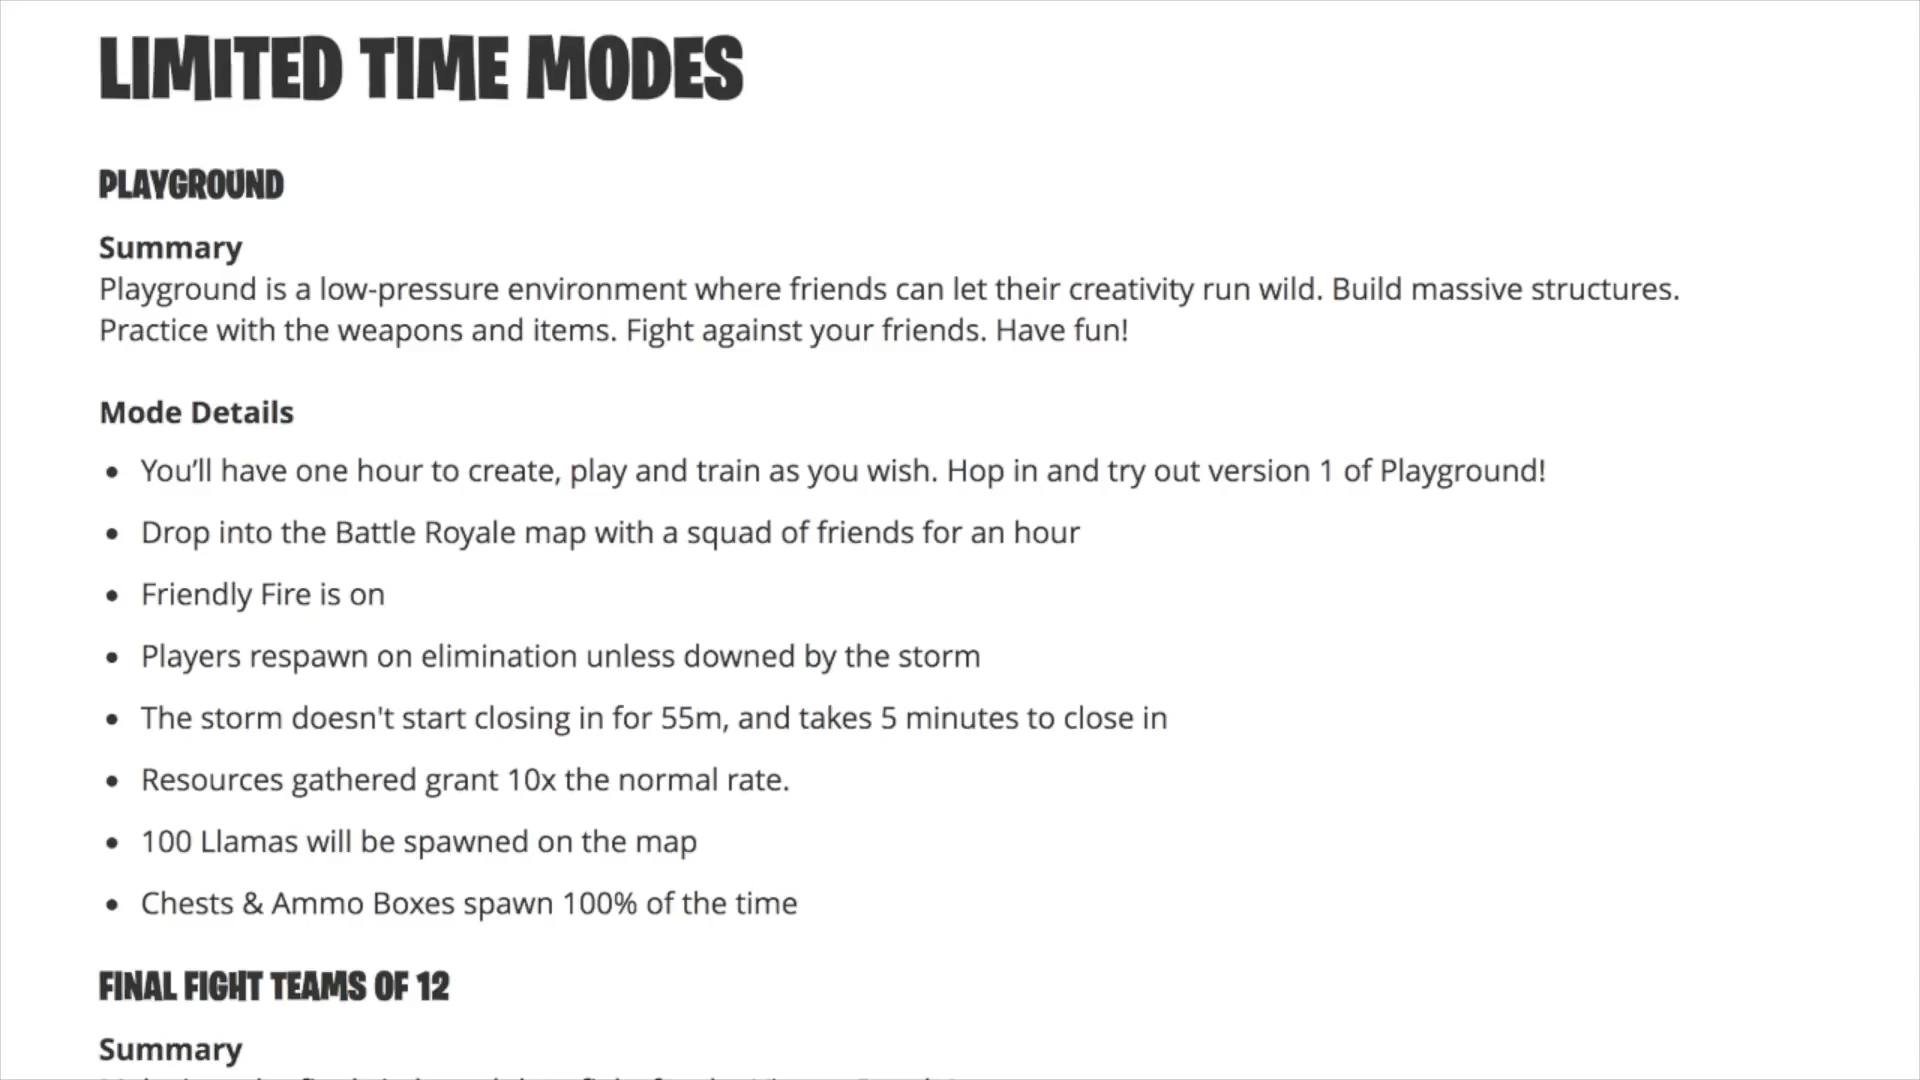 LIMITED TIME MODES
PLAYGROUND
Summary
Playground is a low-pressure environment where friends can let their creativity run wild. Build massive structures.
Practice with the weapons and items. Fight against your friends. Have fun!
Mode Details
• You’ll have one hour to create, play and train as you wish. Hop in and try out version 1 of Playground!
• Drop into the Battle Royale map with a squad of friends for an hour
• Friendly Fire is on
• Players respawn on elimination unless downed by the storm
• The storm doesn't start closing in for 55m, and takes 5 minutes to close in
• Resources gathered grant 10x the normal rate.
• 100 Llamas will be spawned on the map
• Chests & Ammo Boxes spawn 100% of the time
FINAL FIGHT TEAMS OF 12
Summary